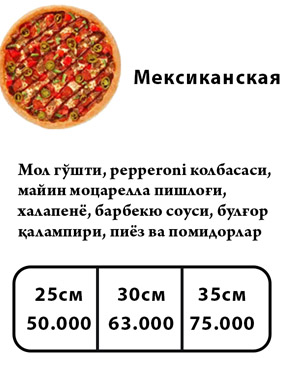 Мексиканская
Мол гўшти, pepperoni колбасаси,
майин моцарелла пишлоғи,
халапенё, барбекю соуси, булғор
қалампири, пиёз ва помидорлар
25см 30см 35см
50.000 63.000 75.000